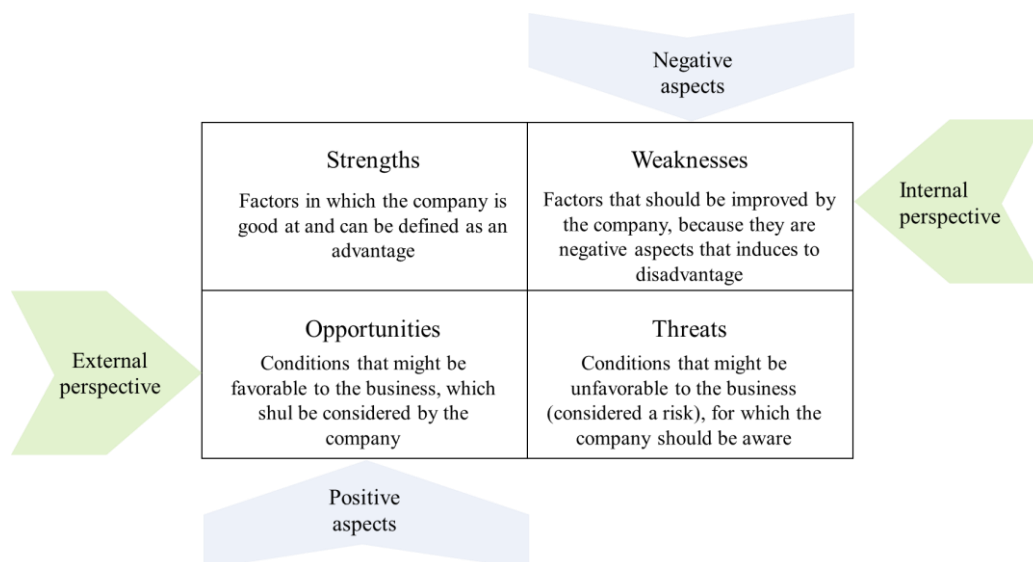 Negative
aspects
Strengths
Factors in which the company is
good at and can be defined as an
advantage
Weaknesses
Factors that should be improved by
the company, because they are
negative aspects that induces to
disadvantage
Internal
perspective
External
perspective
Opportunities
Conditions that might be
favorable to the business, which
shul be considered by the
company
Threats
Conditions that might be
unfavorable to the business
(considered a risk), for which the
company should be aware
Positive
aspects